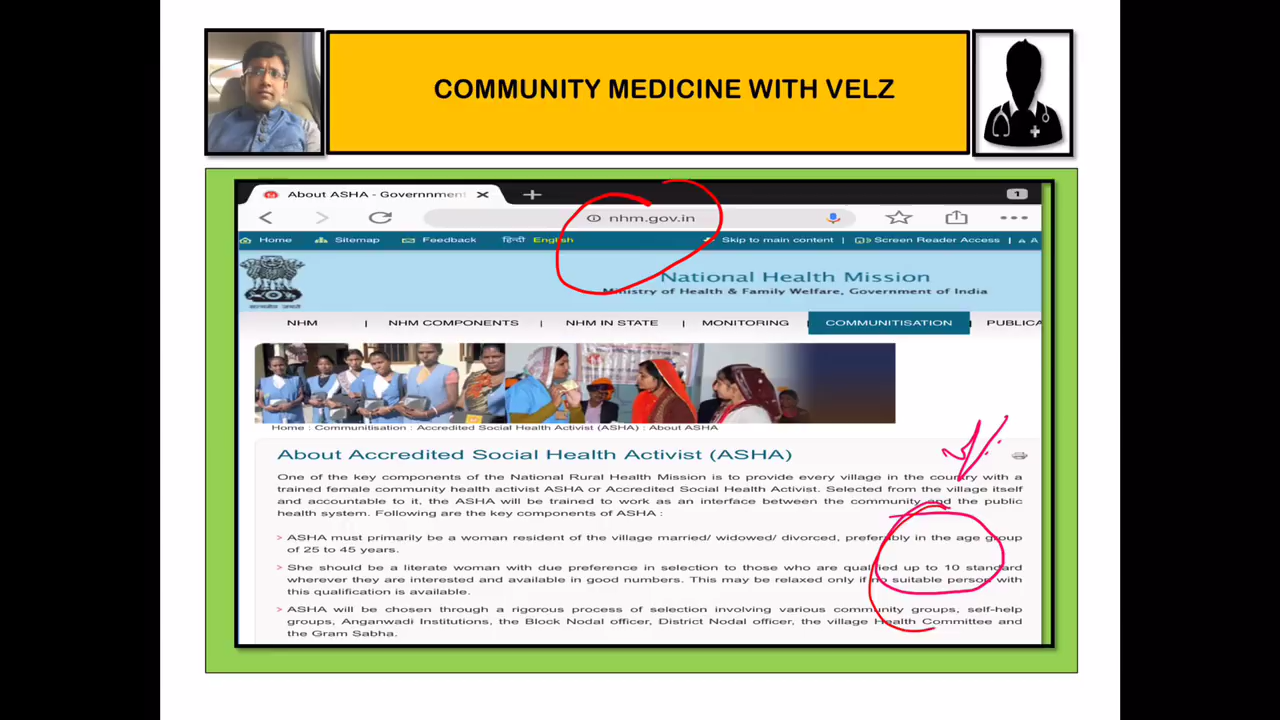 COMMUNITY MEDICINE WITH VELZ
About ASHA - Governnment
1
nhm.gov.in
Home
Sitemap
Feedback
हिन्दी English
Skip to main content |
Screen Reader Access | A A
National Health Mission
Ministry of Health & Family Welfare, Government of India
NHM | NHM COMPONENTS | NHM IN STATE | MONITORING | COMMUNITISATION | PUBLICA
Home : Communitisation : Accredited Social Health Activist (ASHA) : About ASHA
About Accredited Social Health Activist (ASHA)
One of the key components of the National Rural Health Mission is to provide every village in the country with a
trained female community health activist ASHA or Accredited Social Health Activist. Selected from the village itself
and accountable to it, the ASHA will be trained to work as an interface between the community and the public
health system. Following are the key components of ASHA :
> ASHA must primarily be a woman resident of the village married/ widowed/ divorced, preferably in the age group
of 25 to 45 years.
> She should be a literate woman with due preference in selection to those who are qualified up to 10 standard
wherever they are interested and available in good numbers. This may be relaxed only if no suitable person with
this qualification is available.
> ASHA will be chosen through a rigorous process of selection involving various community groups, self-help
groups, Anganwadi Institutions, the Block Nodal officer, District Nodal officer, the village Health Committee and
the Gram Sabha.